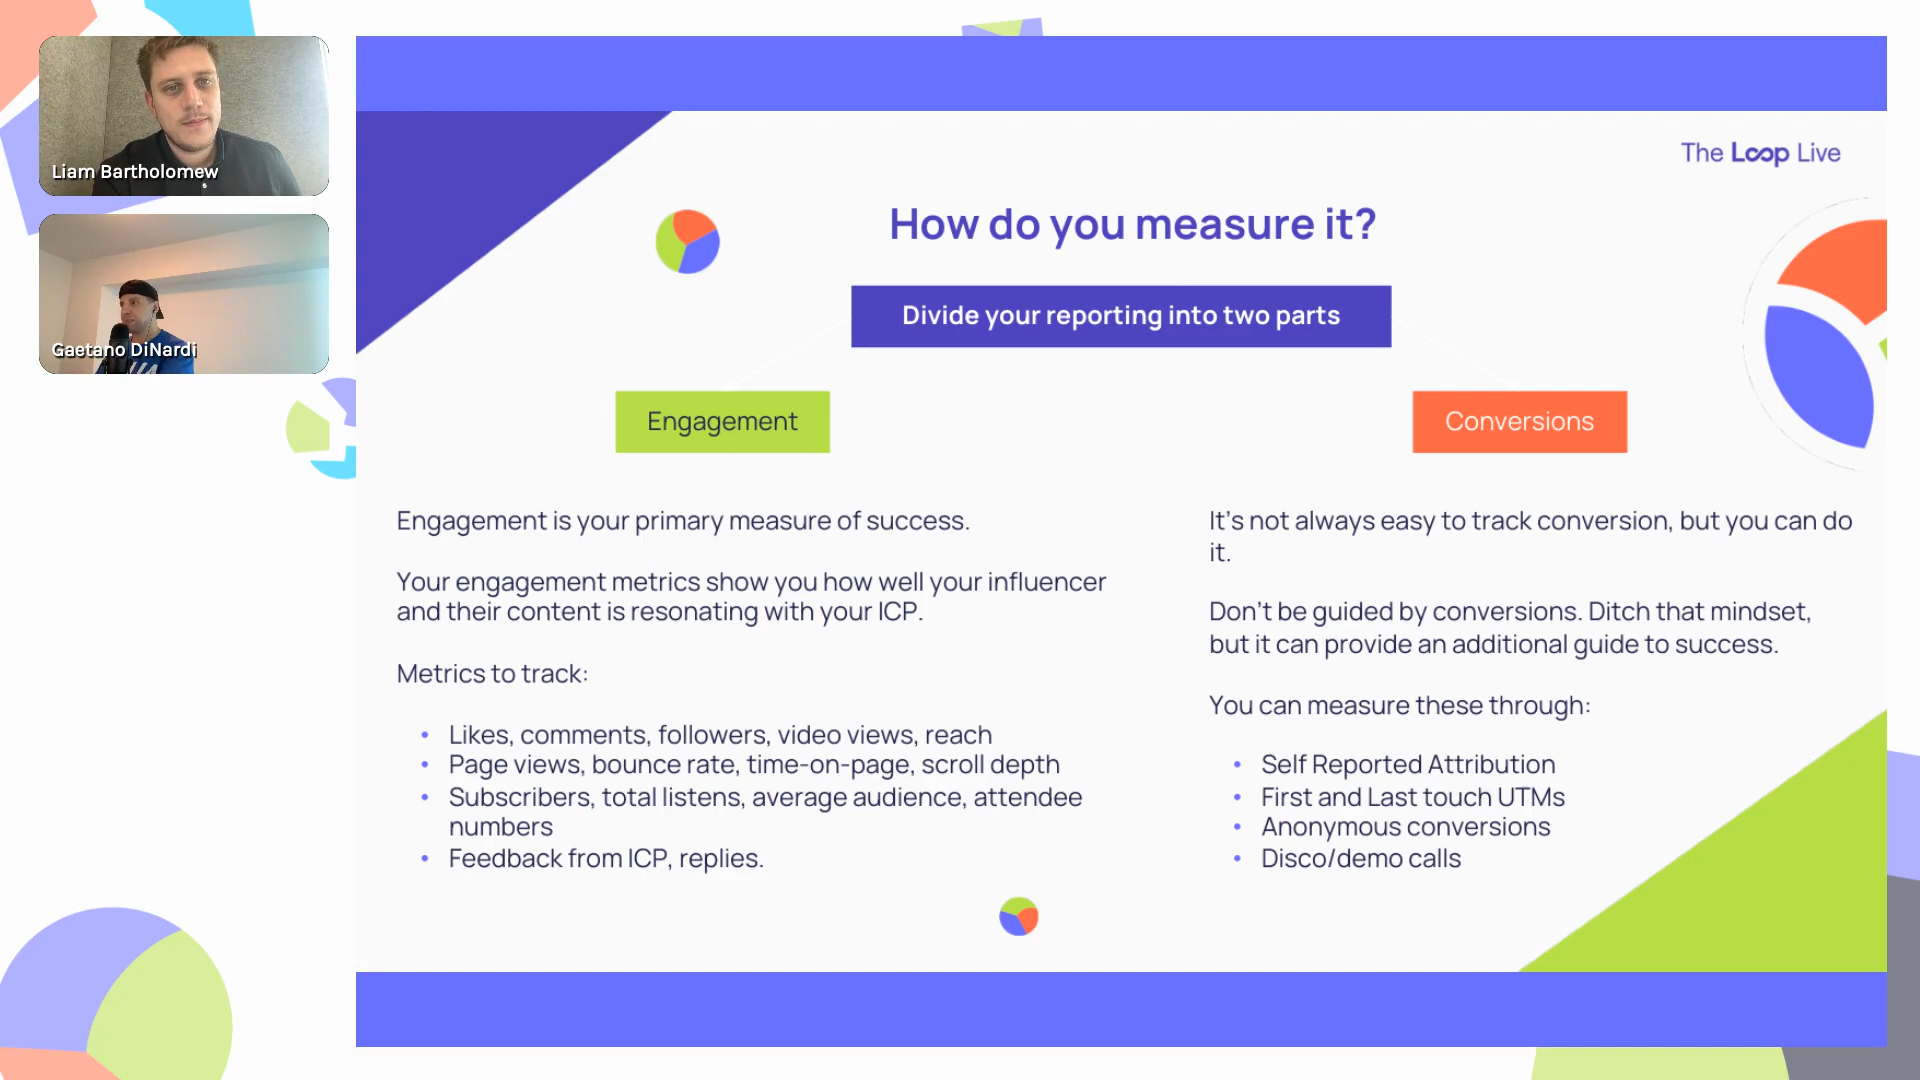 Liam Bartholomew
Gaetano DiNardi
The Loop Live
How do you measure it?
Divide your reporting into two parts
Engagement
Engagement is your primary measure of success.
Your engagement metrics show you how well your influencer
and their content is resonating with your ICP.
Metrics to track:
• Likes, comments, followers, video views, reach
• Page views, bounce rate, time-on-page, scroll depth
• Subscribers, total listens, average audience, attendee
numbers
• Feedback from ICP, replies.
Conversions
It's not always easy to track conversion, but you can do
it.
Don't be guided by conversions. Ditch that mindset,
but it can provide an additional guide to success.
You can measure these through:
• Self Reported Attribution
• First and Last touch UTMs
• Anonymous conversions
• Disco/demo calls